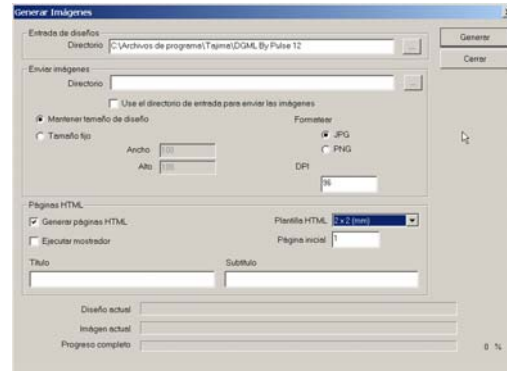 Generar Imágenes
Entrada de diseños
Directorio C:\Archivos de programa\Tajima\DGML By Pulse 12 ...
Generar
Cerrar
Enviar imágenes
Directorio ...
Use el directorio de entrada para enviar las imágenes
Mantener tamaño de diseño
Formatear
Tamaño fijo
JPG
Ancho 100
PNG
Alto 100
DPI
96
Páginas HTML
Generar páginas HTML
Plantilla HTML 2 x 2 (mm)
Ejecutar mostrador
Página inicial 1
Título
Subtítulo
Diseño actual
Imágen actual
Progreso completo
0 %